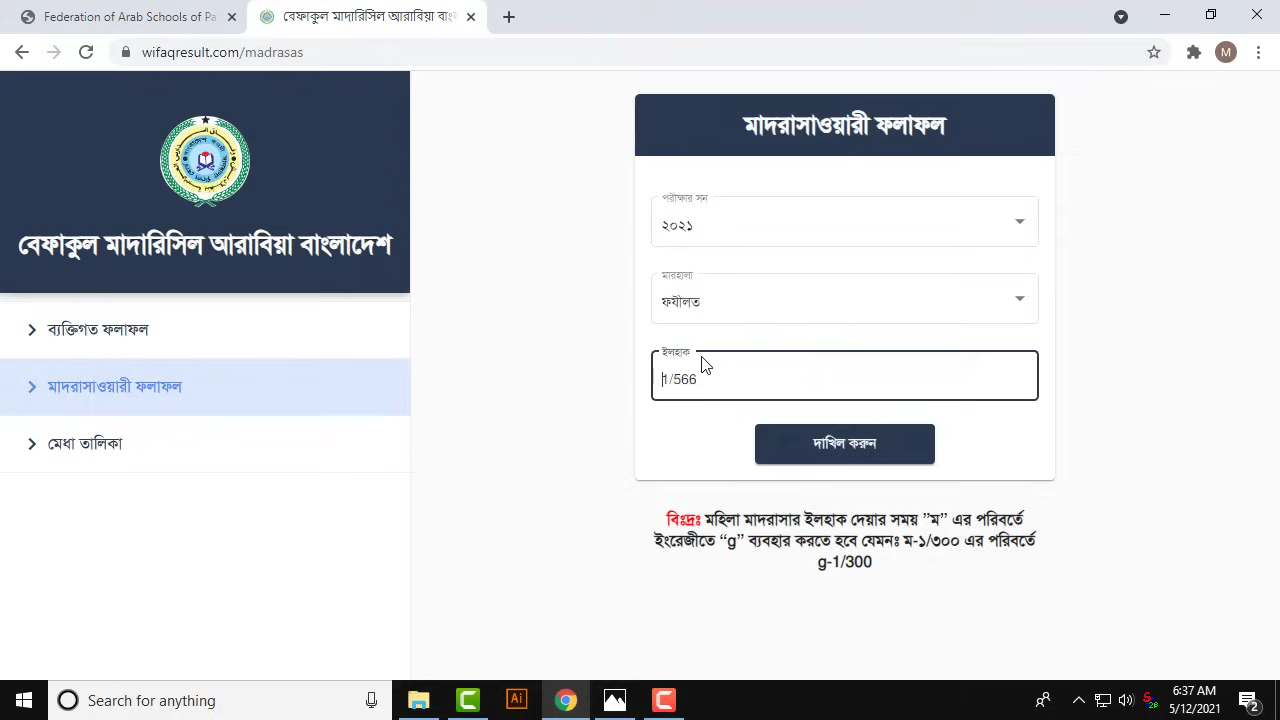 Federation of Arab Schools of Pa
বেফাকুল মাদারিসিল আরাবিয়া বাং
wifaqresult.com/madrasas
M
বেফাকুল মাদারিসিল আরাবিয়া বাংলাদেশ
ব্যক্তিগত ফলাফল
মাদরাসাওয়ারী ফলাফল
মেধা তালিকা
মাদরাসাওয়ারী ফলাফল
পরীক্ষার সন
২০২১
মারহালা
ফযীলত
ইলহাক
1/566
দাখিল করুন
বিঃদ্রঃ মহিলা মাদরাসার ইলহাক দেয়ার সময় ”ম” এর পরিবর্তে
ইংরেজীতে “g” ব্যবহার করতে হবে যেমনঃ ম-১/৩০০ এর পরিবর্তে
g-1/300
Search for anything
Ai
6:37 AM
5/12/2021
2